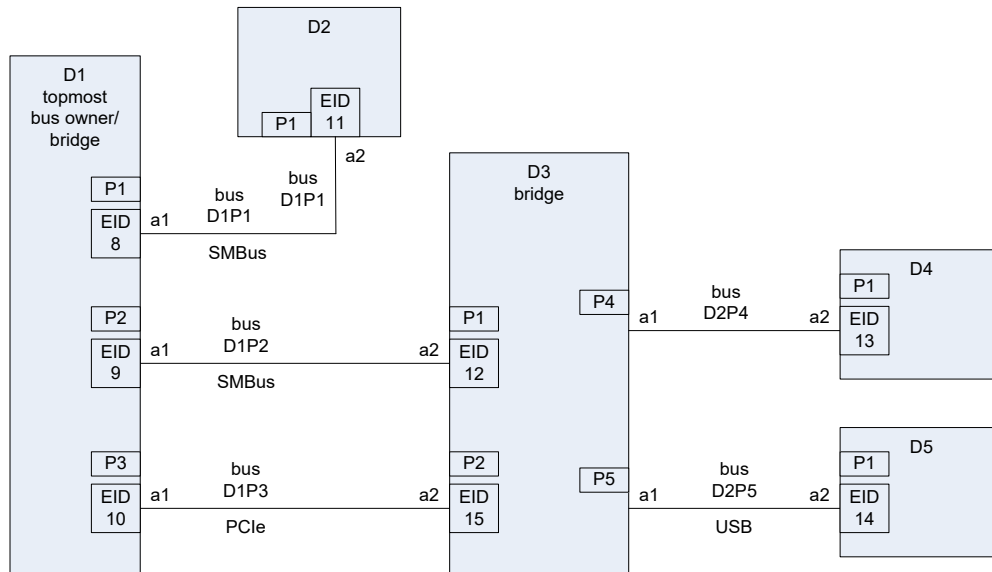 D1
topmost
bus owner/
bridge
P1
EID
8
a1
bus
D1P1
SMBus
D2
P1
EID
11
a2
bus
D1P1
P2
EID
9
a1
bus
D1P2
SMBus
a2
P3
EID
10
a1
bus
D1P3
PCIe
a2
D3
bridge
P1
EID
12
P2
EID
15
P4
a1
bus
D2P4
a2
P5
a1
bus
D2P5
USB
a2
D4
P1
EID
13
D5
P1
EID
14